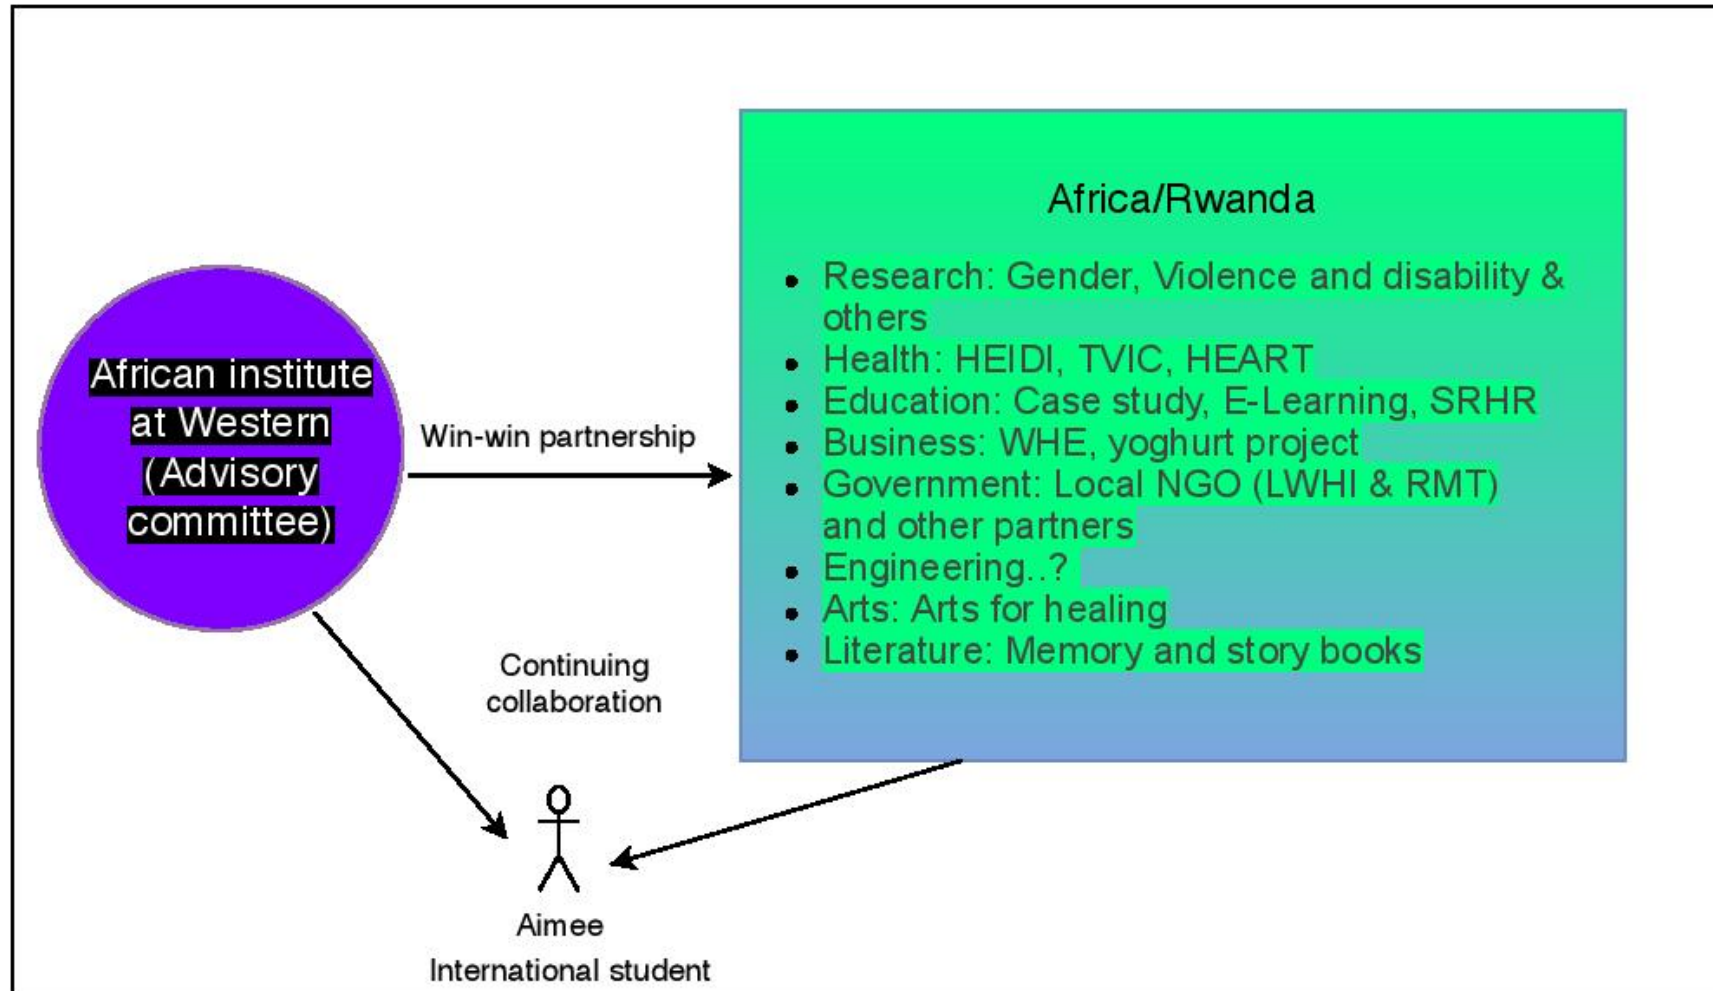 African institute
at Western
(Advisory
committee)
Win-win partnership
Africa/Rwanda
Research: Gender, Violence and disability &
others
Health: HEIDI, TVIC, HEART
Education: Case study, E-Learning, SRHR
Business: WHE, yoghurt project
Government: Local NGO (LWHI & RMT)
and other partners
Engineering..?
Arts: Arts for healing
Literature: Memory and story books
Continuing
collaboration
Aimee
International student